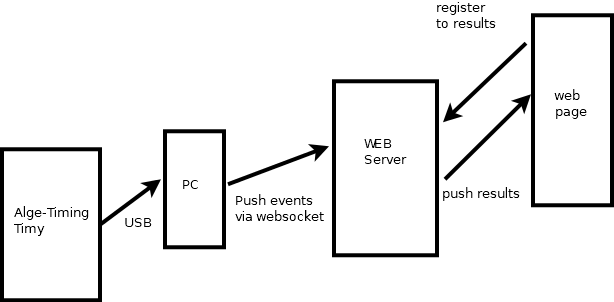 register
to results
web
page
WEB
Server
PC
push results
Push events
via websocket
Alge-Timing
Timy
USB